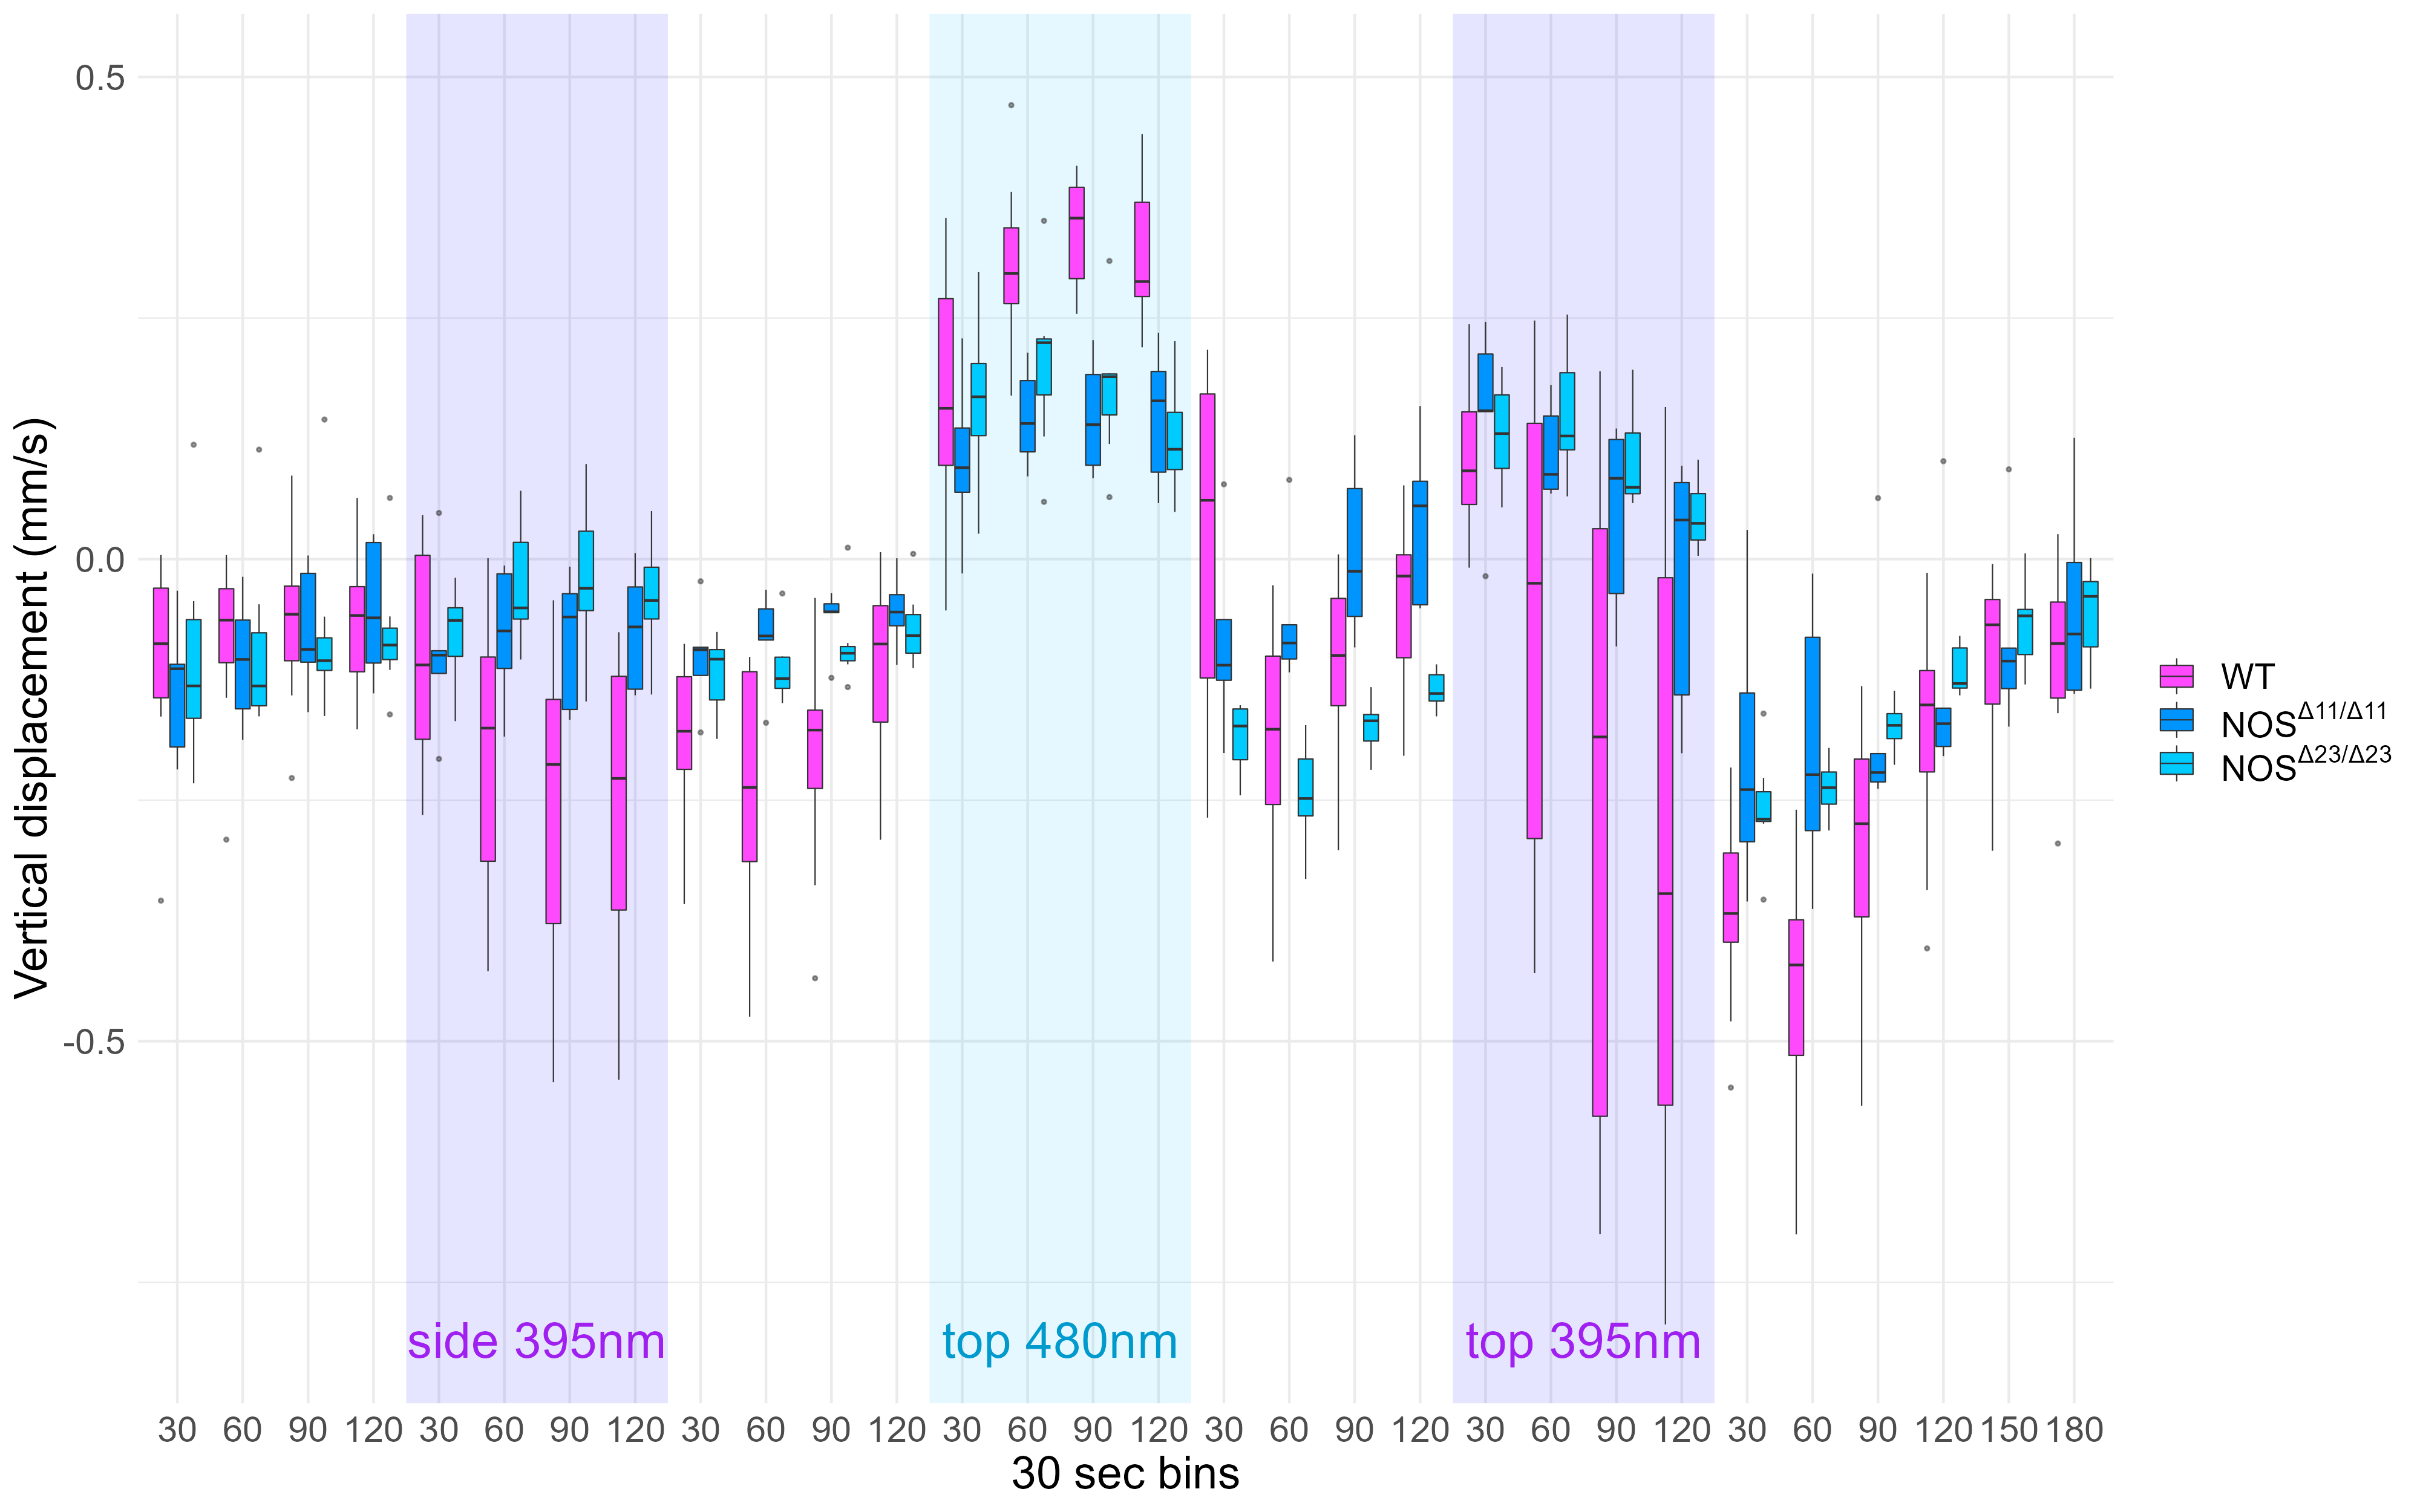 Vertical displacement (mm/s)
0.5
0.0
-0.5
side 395nm
top 480nm
top 395nm
30 60 90 120 30 60 90 120 30 60 90 120 30 60 90 120 30 60 90 120 30 60 90 120 30 60 90 120 150 180
30 sec bins
WT
NOS^Δ11/Δ11
NOS^Δ23/Δ23